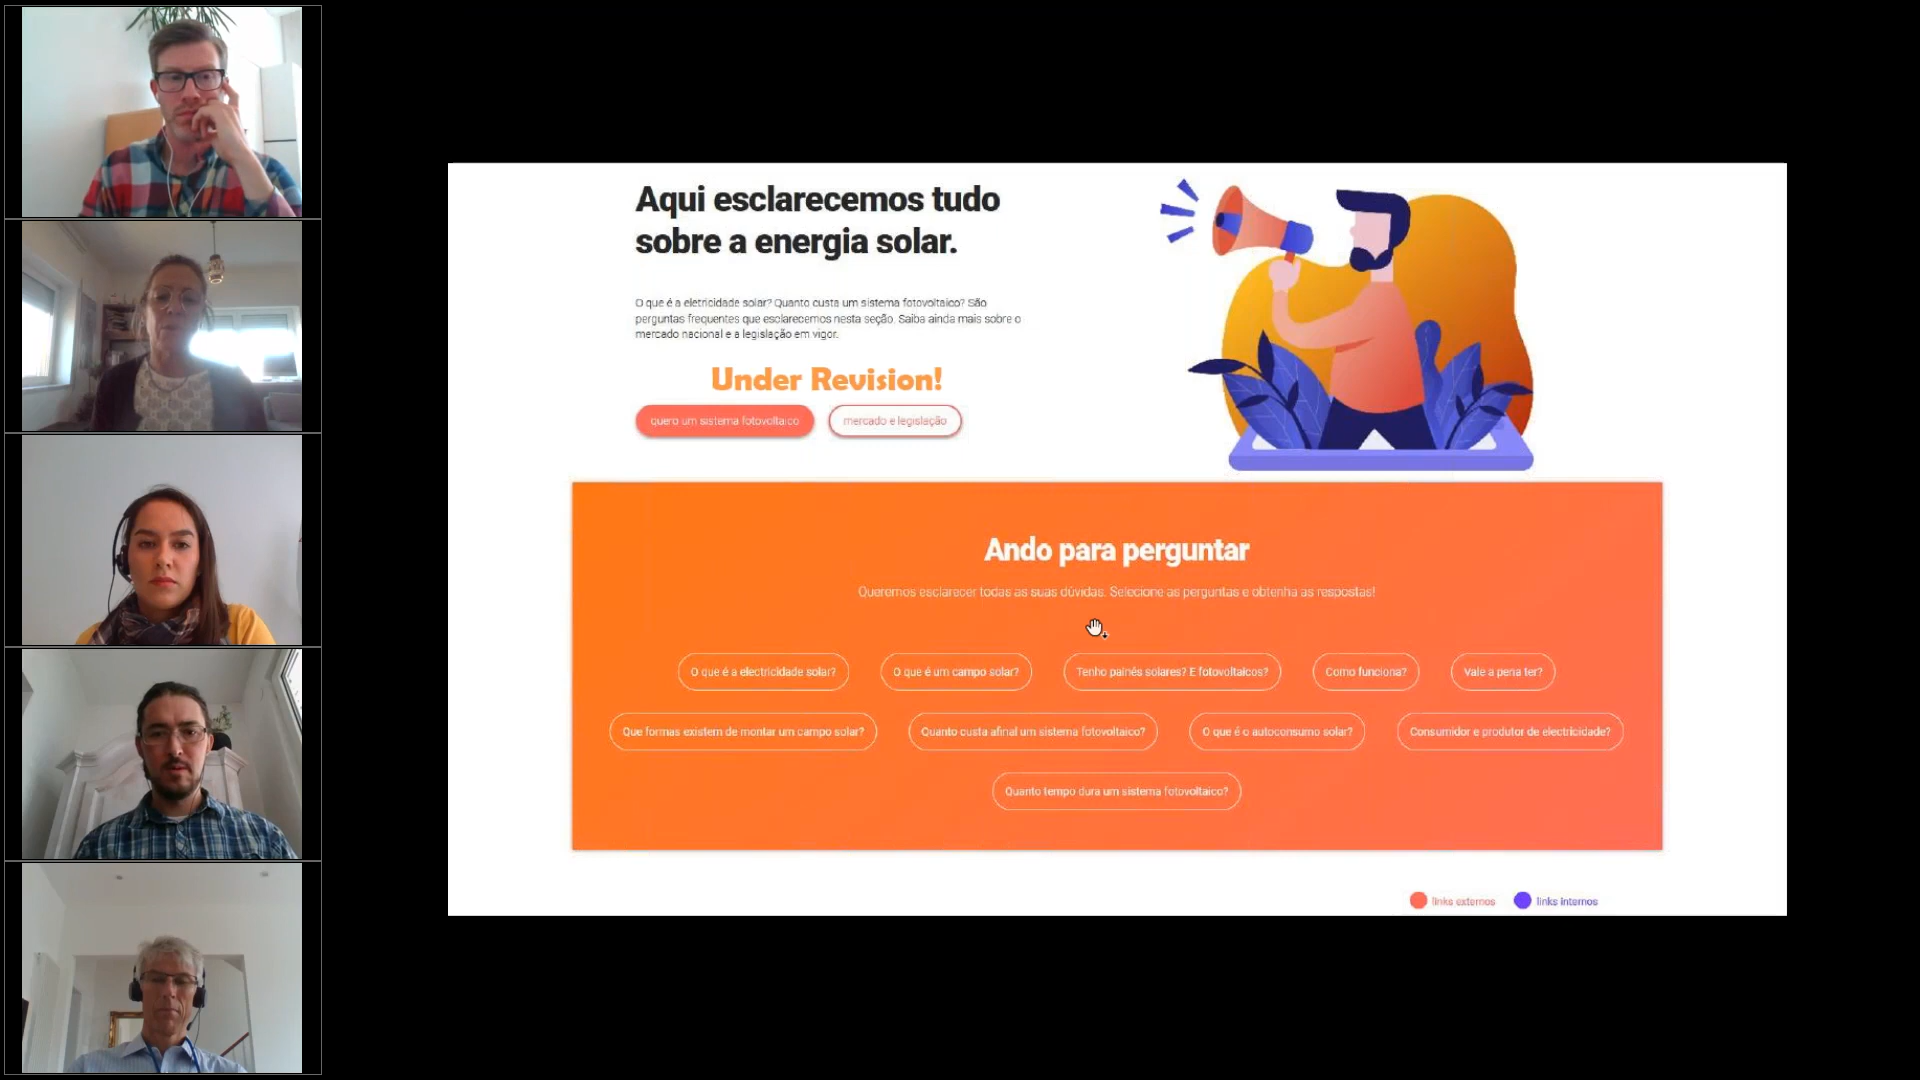 Aqui esclarecemos tudo
sobre a energia solar.
O que é a eletricidade solar? Quanto custa um sistema fotovoltaico? São
perguntas frequentes que esclarecemos nesta seção. Saiba ainda mais sobre o
mercado nacional e a legislação em vigor.
Under Revision!
quero um sistema fotovoltaico
mercado e legislação
Ando para perguntar
Queremos esclarecer todas as suas dúvidas. Selecione as perguntas e obtenha as respostas!
O que é a electricidade solar?
O que é um campo solar?
Tenho painéis solares? E fotovoltaicos?
Como funciona?
Vale a pena ter?
Que formas existem de montar um campo solar?
Quanto custa afinal um sistema fotovoltaico?
O que é o autoconsumo solar?
Consumidor e produtor de electricidade?
Quanto tempo dura um sistema fotovoltaico?
links externos
links internos